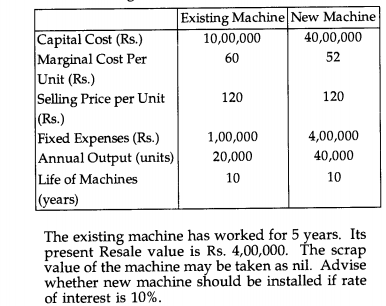 Existing Machine New Machine
Capital Cost (Rs.) 10,00,000 40,00,000
Marginal Cost Per 60 52
Unit (Rs.)
Selling Price per Unit 120 120
(Rs.)
Fixed Expenses (Rs.) 1,00,000 4,00,000
Annual Output (units) 20,000 40,000
Life of Machines 10 10
(years)
The existing machine has worked for 5 years. Its
present Resale value is Rs. 4,00,000. The scrap
value of the machine may be taken as nil. Advise
whether new machine should be installed if rate
of interest is 10%.